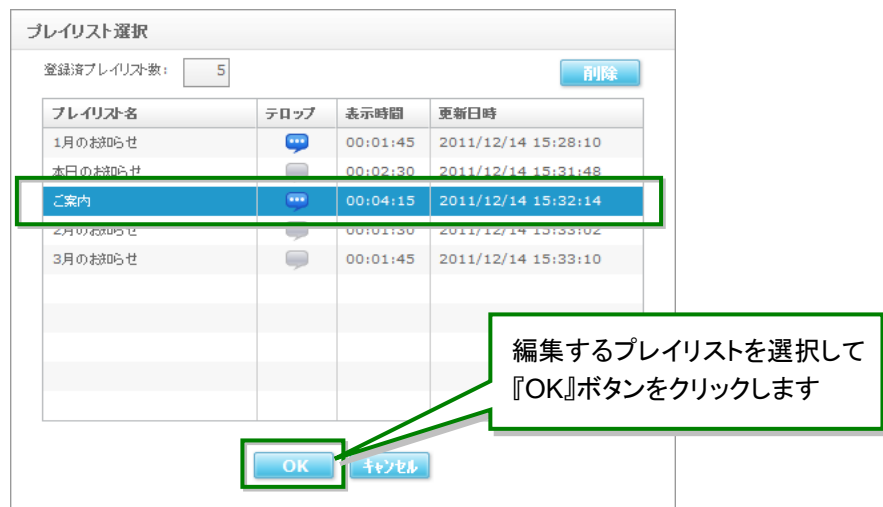 プレイリスト選択
登録済プレイリスト数: 5 削除
プレイリスト名 テロップ 表示時間 更新日時
1月のお知らせ 00:01:45 2011/12/14 15:28:10
本日のお知らせ 00:02:30 2011/12/14 15:31:48
ご案内 00:04:15 2011/12/14 15:32:14
2月のお知らせ 00:01:30 2011/12/14 15:33:02
3月のお知らせ 00:01:45 2011/12/14 15:33:10
編集するプレイリストを選択して
『OK』ボタンをクリックします
OK キャンセル